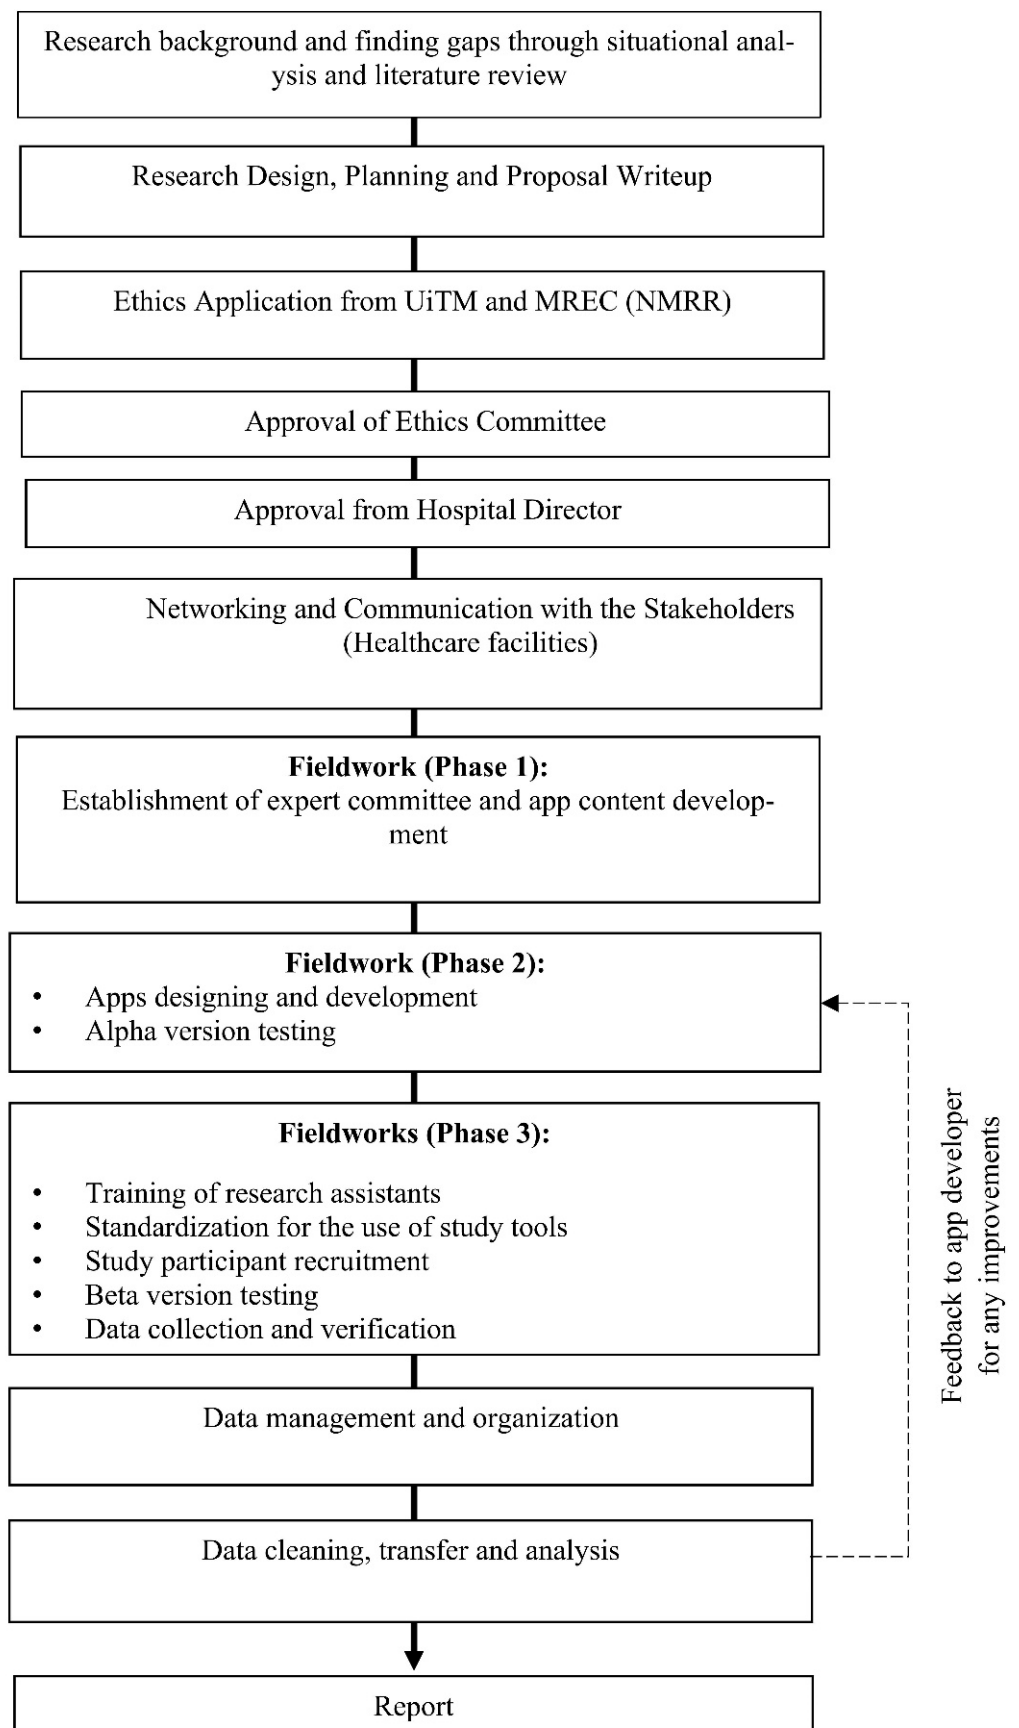 Research background and finding gaps through situational anal-
ysis and literature review
Research Design, Planning and Proposal Writeup
Ethics Application from UiTM and MREC (NMRR)
Approval of Ethics Committee
Approval from Hospital Director
Networking and Communication with the Stakeholders
(Healthcare facilities)
Fieldwork (Phase 1):
Establishment of expert committee and app content develop-
ment
Fieldwork (Phase 2):
• Apps designing and development
• Alpha version testing
Fieldworks (Phase 3):
• Training of research assistants
• Standardization for the use of study tools
• Study participant recruitment
• Beta version testing
• Data collection and verification
Data management and organization
Data cleaning, transfer and analysis
Report
Feedback to app developer
for any improvements